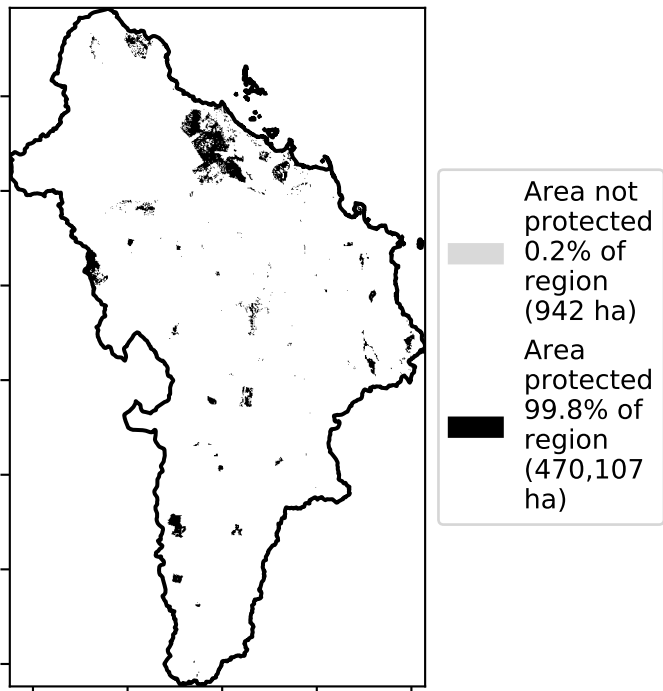 Area not
protected
0.2% of
region
(942 ha)
Area
protected
99.8% of
region
(470,107
ha)